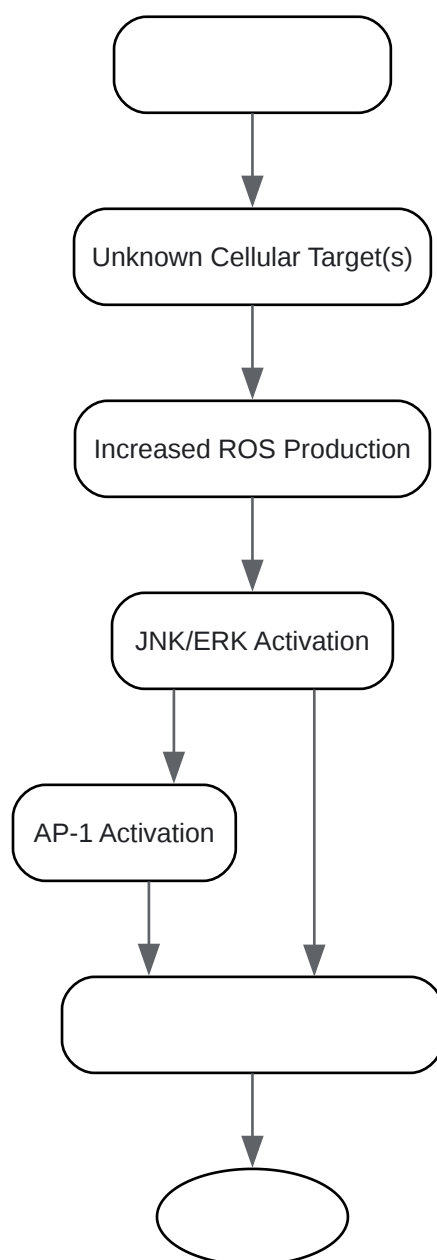 Unknown Cellular Target(s)
Increased ROS Production
JNK/ERK Activation
AP-1 Activation